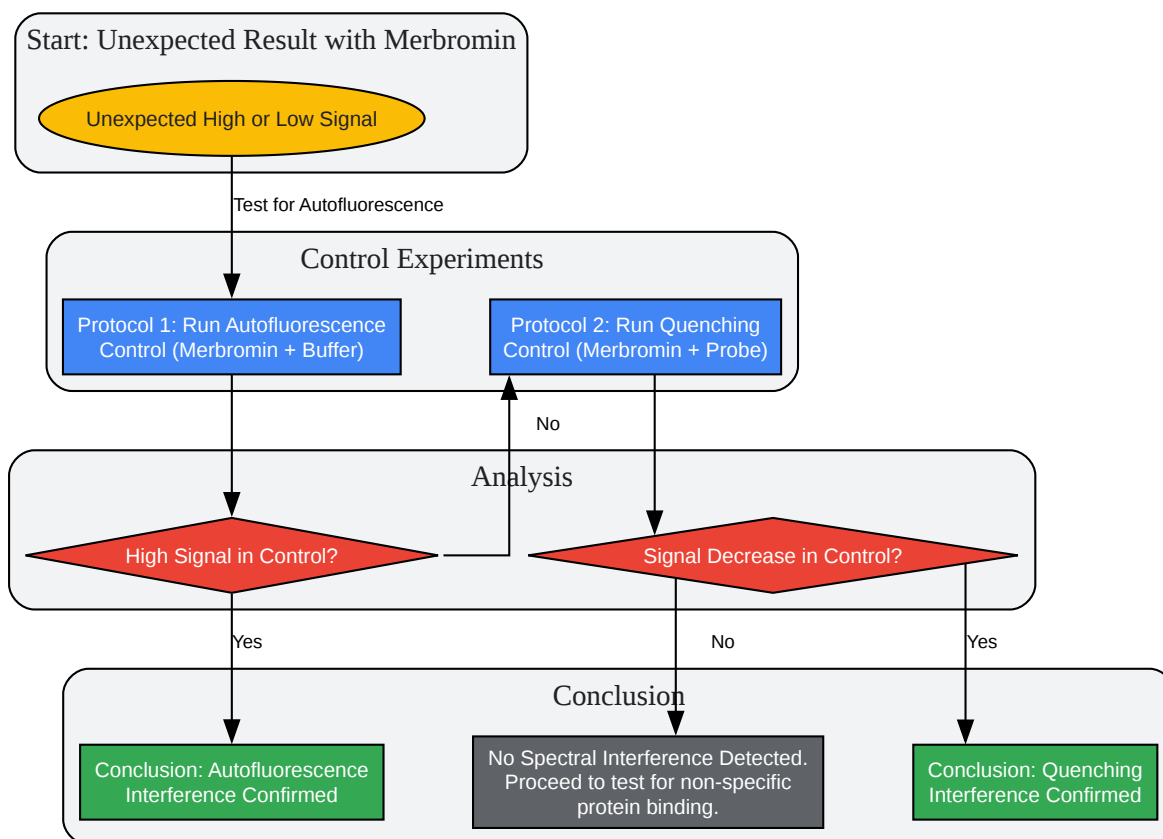 Start: Unexpected Result with Merbromin
Unexpected High or Low Signal
Test for Autofluorescence
Control Experiments
Protocol 1: Run Autofluorescence
Control (Merbromin + Buffer)
Protocol 2: Run Quenching
Control (Merbromin + Probe)
No
Analysis
High Signal in Control?
Signal Decrease in Control?
Yes
No
Yes
Conclusion
Conclusion: Autofluorescence
Interference Confirmed
No Spectral Interference Detected.
Proceed to test for non-specific
protein binding.
Conclusion: Quenching
Interference Confirmed